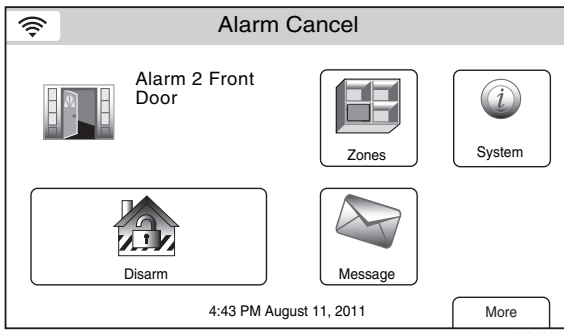 Alarm Cancel
Alarm 2 Front
Door
Zones
System
Disarm
Message
4:43 PM August 11, 2011
More